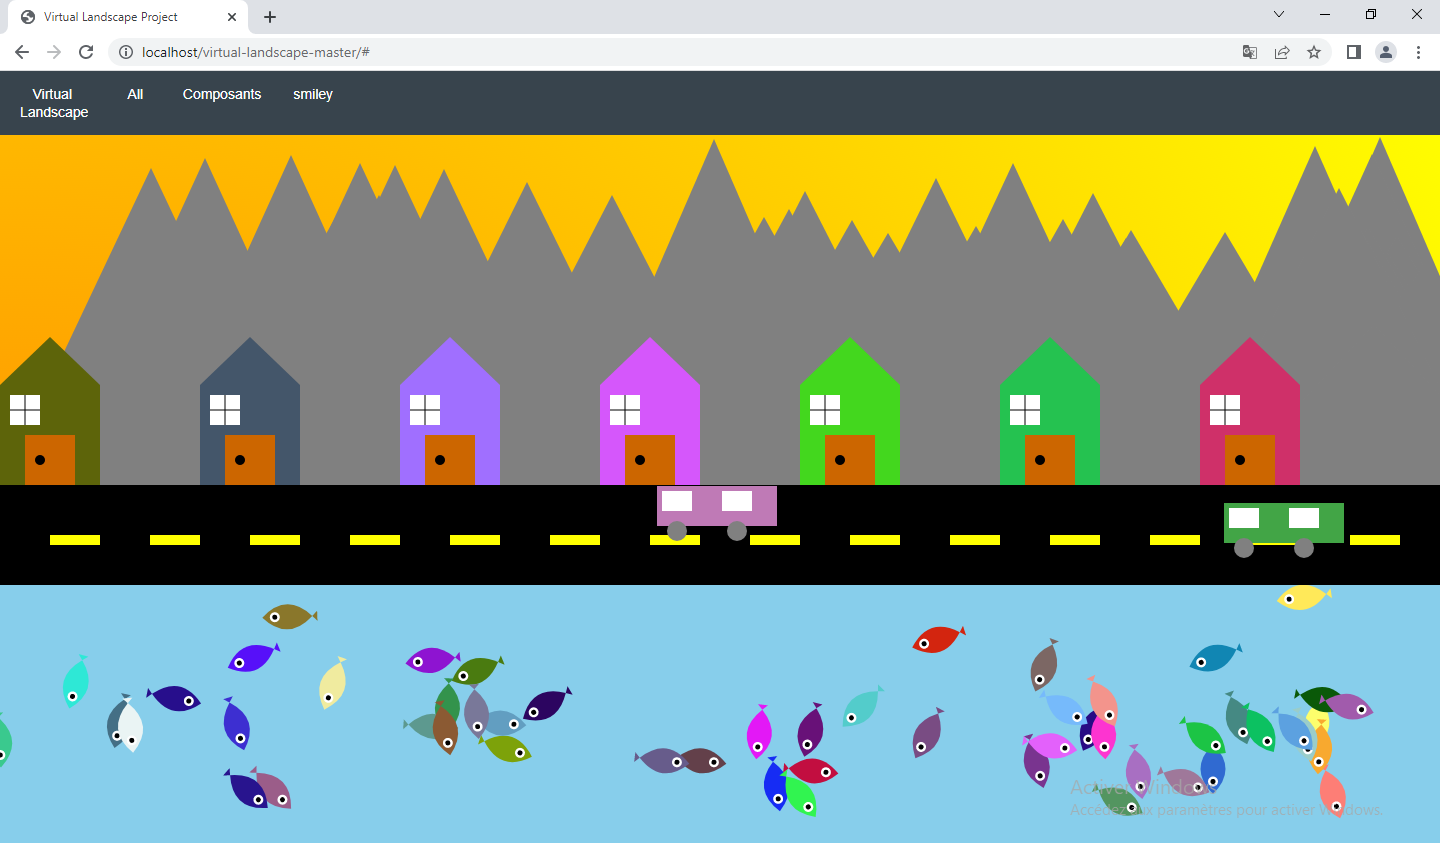 Virtual Landscape Project
localhost/virtual-landscape-master/#
Virtual
Landscape
All
Composants
smiley
Activer Windows
Accédez aux paramètres pour activer Windows.